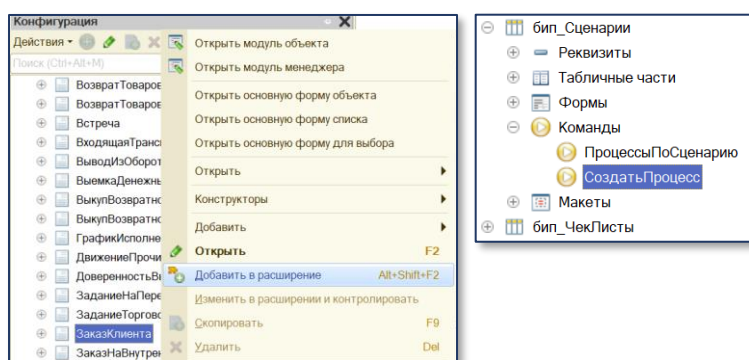 Конфигурация
Действия
Поиск (Ctrl+Alt+M)
ВозвратТоваров
ВозвратТоваров
Встреча
ВходящаяТранс
ВыводИзОборот
ВыемкаДенежны
ВыкупВозвратно
ВыкупВозвратно
ГрафикИсполне
ДвижениеПрочи
ДоверенностьВы
ЗаданиеНаПере
ЗаданиеТоргово
ЗаказКлиента
ЗаказНаВнутрен
Открыть модуль объекта
Открыть модуль менеджера
Открыть основную форму объекта
Открыть основную форму списка
Открыть основную форму для выбора
Открыть
Конструкторы
Добавить
Открыть F2
Добавить в расширение Alt+Shift+F2
Изменить в расширении и контролировать
Скопировать F9
Удалить Del
бип_Сценарии
Реквизиты
Табличные части
Формы
Команды
ПроцессыПоСценарию
СоздатьПроцесс
Макеты
бип_ЧекЛисты